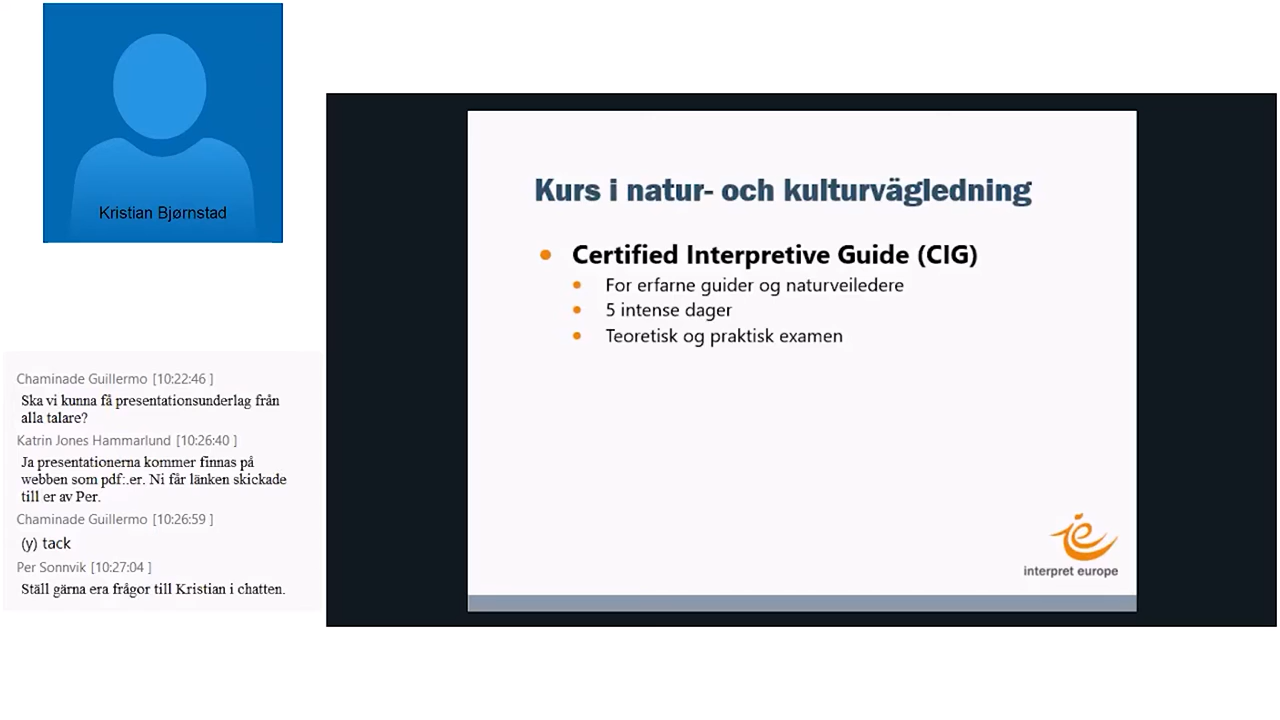 Kristian Bjørnstad
Kurs i natur- och kulturvägledning
Certified Interpretive Guide (CIG)
For erfarne guider og naturveiledere
5 intense dager
Teoretisk og praktisk examen
interpret europe
Chaminade Guillermo [10:22:46 ]
Ska vi kunna få presentationsunderlag från
alla talare?
Katrin Jones Hammarlund [10:26:40 ]
Ja presentationerna kommer finnas på
webben som pdf:.er. Ni får länken skickade
till er av Per.
Chaminade Guillermo [10:26:59 ]
(y) tack
Per Sonnvik [10:27:04 ]
Ställ gärna era frågor till Kristian i chatten.